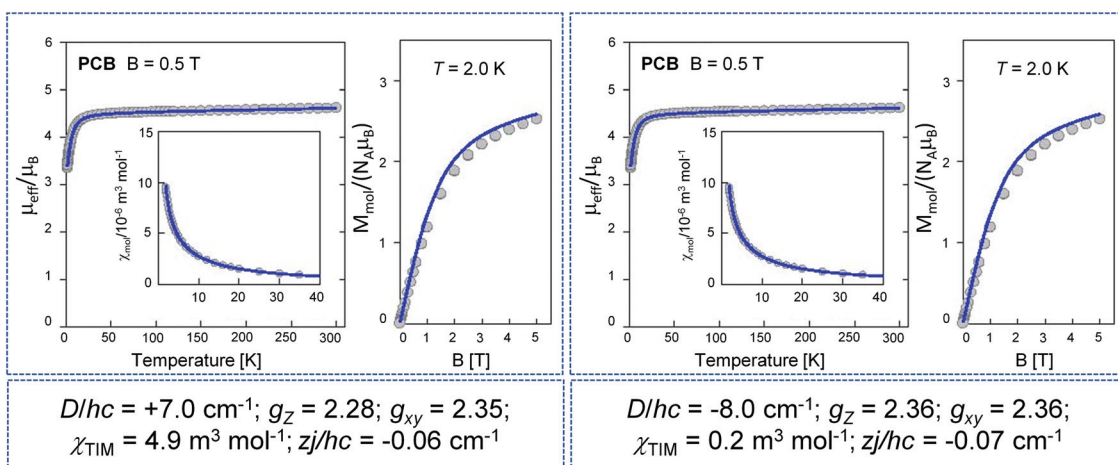 PCB B = 0.5 T
μeff/μB
6
5
4
3
2
1
0
0 50 100 150 200 250 300
Temperature [K]
χmol/10-6 m3 mol-1
15
10
5
0
10 20 30 40
T = 2.0 K
Mmol/(NAμB)
3
2
1
0
0 1 2 3 4 5
B [T]
D/hc = +7.0 cm-1; gZ = 2.28; gxy = 2.35;
χTIM = 4.9 m3 mol-1; zj/hc = -0.06 cm-1
PCB B = 0.5 T
μeff/μB
6
5
4
3
2
1
0
0 50 100 150 200 250 300
Temperature [K]
χmol/10-6 m3 mol-1
15
10
5
0
10 20 30 40
T = 2.0 K
Mmol/(NAμB)
3
2
1
0
0 1 2 3 4 5
B [T]
D/hc = -8.0 cm-1; gZ = 2.36; gxy = 2.36;
χTIM = 0.2 m3 mol-1; zj/hc = -0.07 cm-1